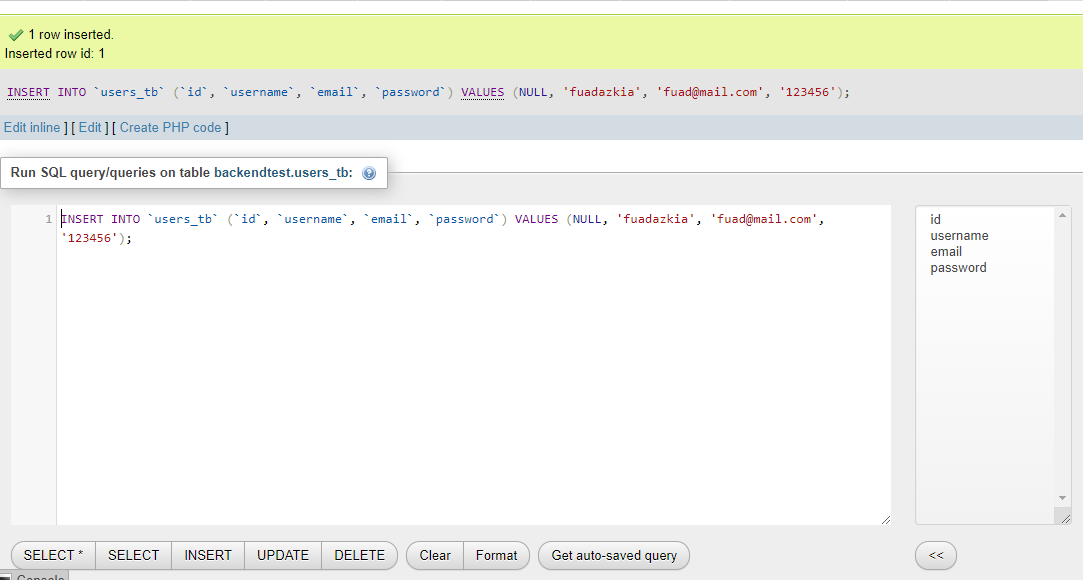 1 row inserted.
Inserted row id: 1
INSERT INTO `users_tb` (`id`, `username`, `email`, `password`) VALUES (NULL, 'fuadazkia', 'fuad@mail.com', '123456');
Edit inline ] [ Edit ] [ Create PHP code ]
Run SQL query/queries on table backendtest.users_tb:
1 INSERT INTO `users_tb` (`id`, `username`, `email`, `password`) VALUES (NULL, 'fuadazkia', 'fuad@mail.com',
'123456');
id
username
email
password
SELECT * SELECT INSERT UPDATE DELETE Clear Format Get auto-saved query <<
Console